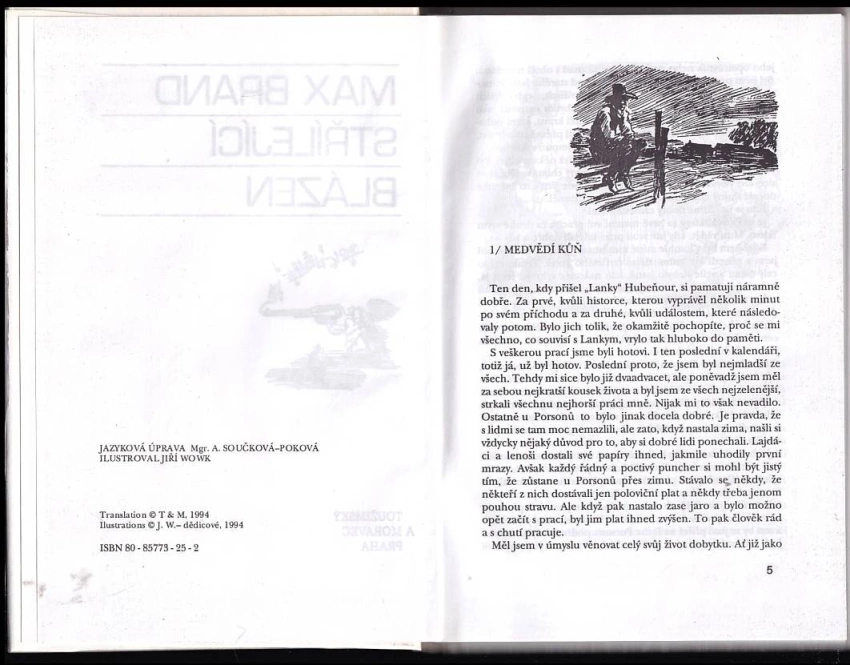 MAX BRAND
STŘÍLEJÍCÍ
BLÁZEN
JAZYKOVÁ ÚPRAVA Mgr. A. SOUČKOVÁ–POKOVÁ
ILUSTROVAL JIŘÍ WOWK
Translation © T & M, 1994
Illustrations © J. W.– dědicové, 1994
ISBN 80 - 85773 - 25 - 2
TOUŽIMSKÝ
A MORAVEC
PRAHA
1/ MEDVĚDÍ KŮŇ
Ten den, kdy přišel „Lanky" Hubeňour, si pamatuji náramně
dobře. Za prvé, kvůli historce, kterou vyprávěl několik minut
po svém příchodu a za druhé, kvůli událostem, které následo-
valy potom. Bylo jich tolik, že okamžitě pochopíte, proč se mi
všechno, co souvisí s Lankym, vrylo tak hluboko do paměti.
S veškerou prací jsme byli hotovi. I ten poslední v kalendáři,
totiž já, už byl hotov. Poslední proto, že jsem byl nejmladší ze
všech. Tehdy mi sice bylo již dvaadvacet, ale poněvadž jsem měl
za sebou nejkratší kousek života a byl jsem ze všech nejzelenější,
strkali všechnu nejhorší práci mně. Nijak mi to však nevadilo.
Ostatně u Porsonů to bylo jinak docela dobré. Je pravda, že
s lidmi se tam moc nemazlili, ale zato, když nastala zima, našli si
vždycky nějaký důvod pro to, aby si dobré lidi ponechali. Lajdá-
ci a lenoši dostali své papíry ihned, jakmile uhodily první
mrazy. Avšak každý řádný a poctivý puncher si mohl být jistý
tím, že zůstane u Porsonů přes zimu. Stávalo se někdy, že
někteří z nich dostávali jen poloviční plat a někdy třeba jenom
pouhou stravu. Ale když pak nastalo zase jaro a bylo možno
opět začít s prací, byl jim plat ihned zvýšen. To pak člověk rád
a s chutí pracuje.
Měl jsem v úmyslu věnovat celý svůj život dobytku. Ať již jako
5